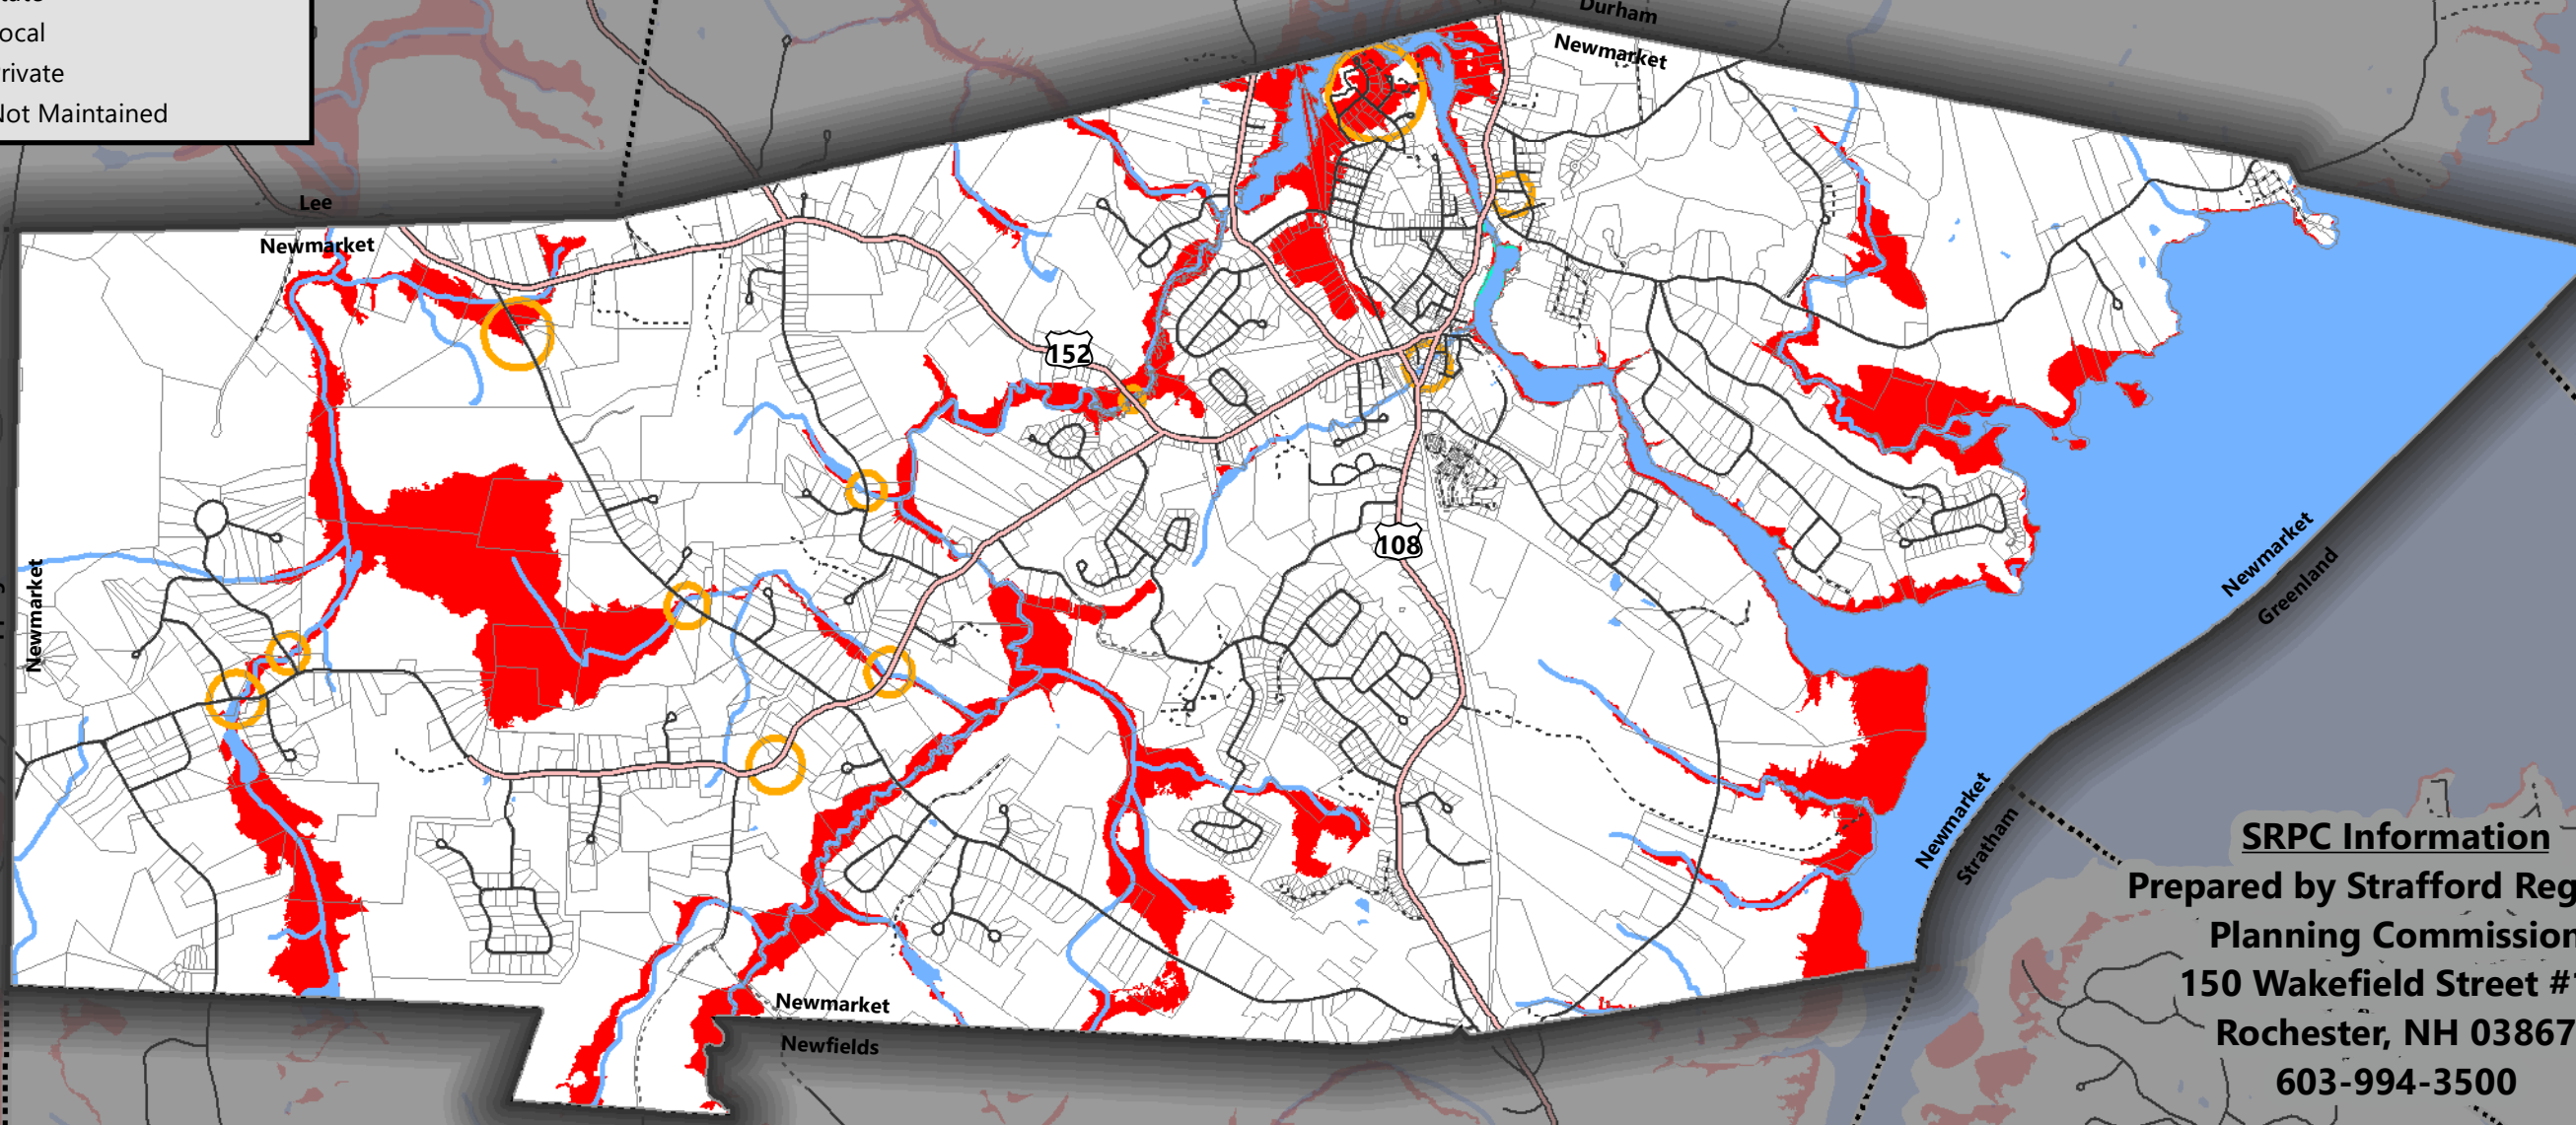 ocal
rivate
Not Maintained
Durham
Newmarket
Lee
Newmarket
152
108
Newmarket
Newmarket
Greenland
Newmarket
Stratham
Newmarket
Newfields
SRPC Information
Prepared by Strafford Reg
Planning Commission
150 Wakefield Street #
Rochester, NH 03867
603-994-3500